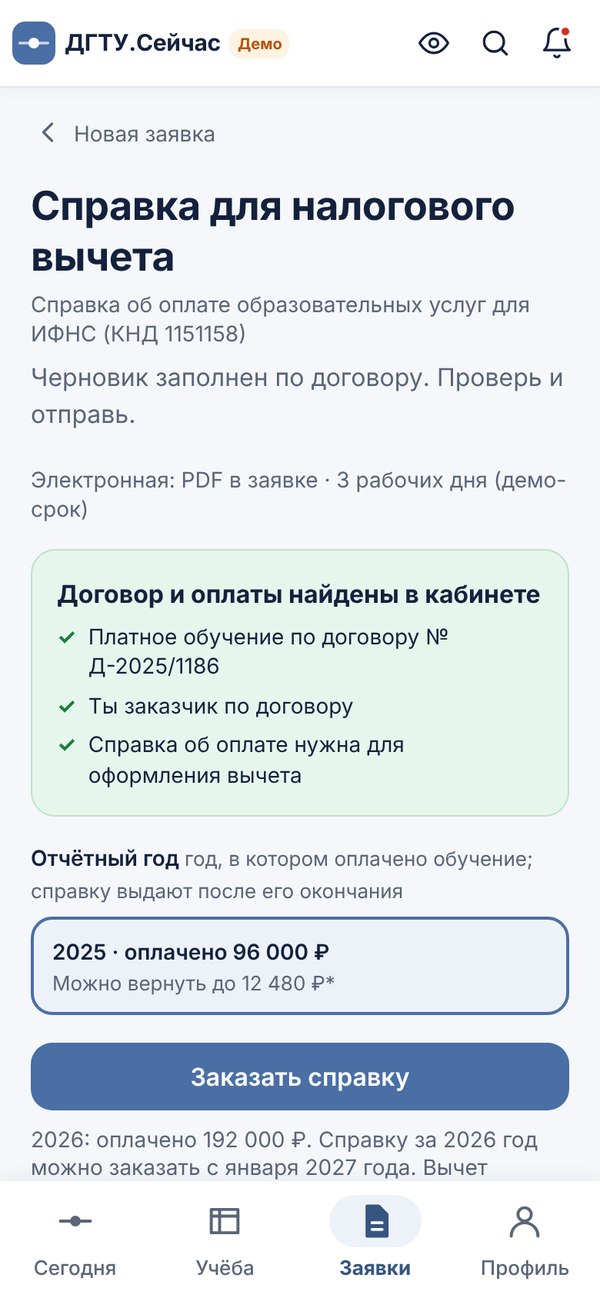 ДГТУ.Сейчас Демо
Новая заявка
Справка для налогового
вычета
Справка об оплате образовательных услуг для
ИФНС (КНД 1151158)
Черновик заполнен по договору. Проверь и
отправь.
Электронная: PDF в заявке · 3 рабочих дня (демо-
срок)
Договор и оплаты найдены в кабинете
Платное обучение по договору №
Д-2025/1186
Ты заказчик по договору
Справка об оплате нужна для
оформления вычета
Отчётный год год, в котором оплачено обучение;
справку выдают после его окончания
2025 · оплачено 96 000 ₽
Можно вернуть до 12 480 ₽*
Заказать справку
2026: оплачено 192 000 ₽. Справку за 2026 год
можно заказать с января 2027 года. Вычет
Сегодня
Учёба
Заявки
Профиль